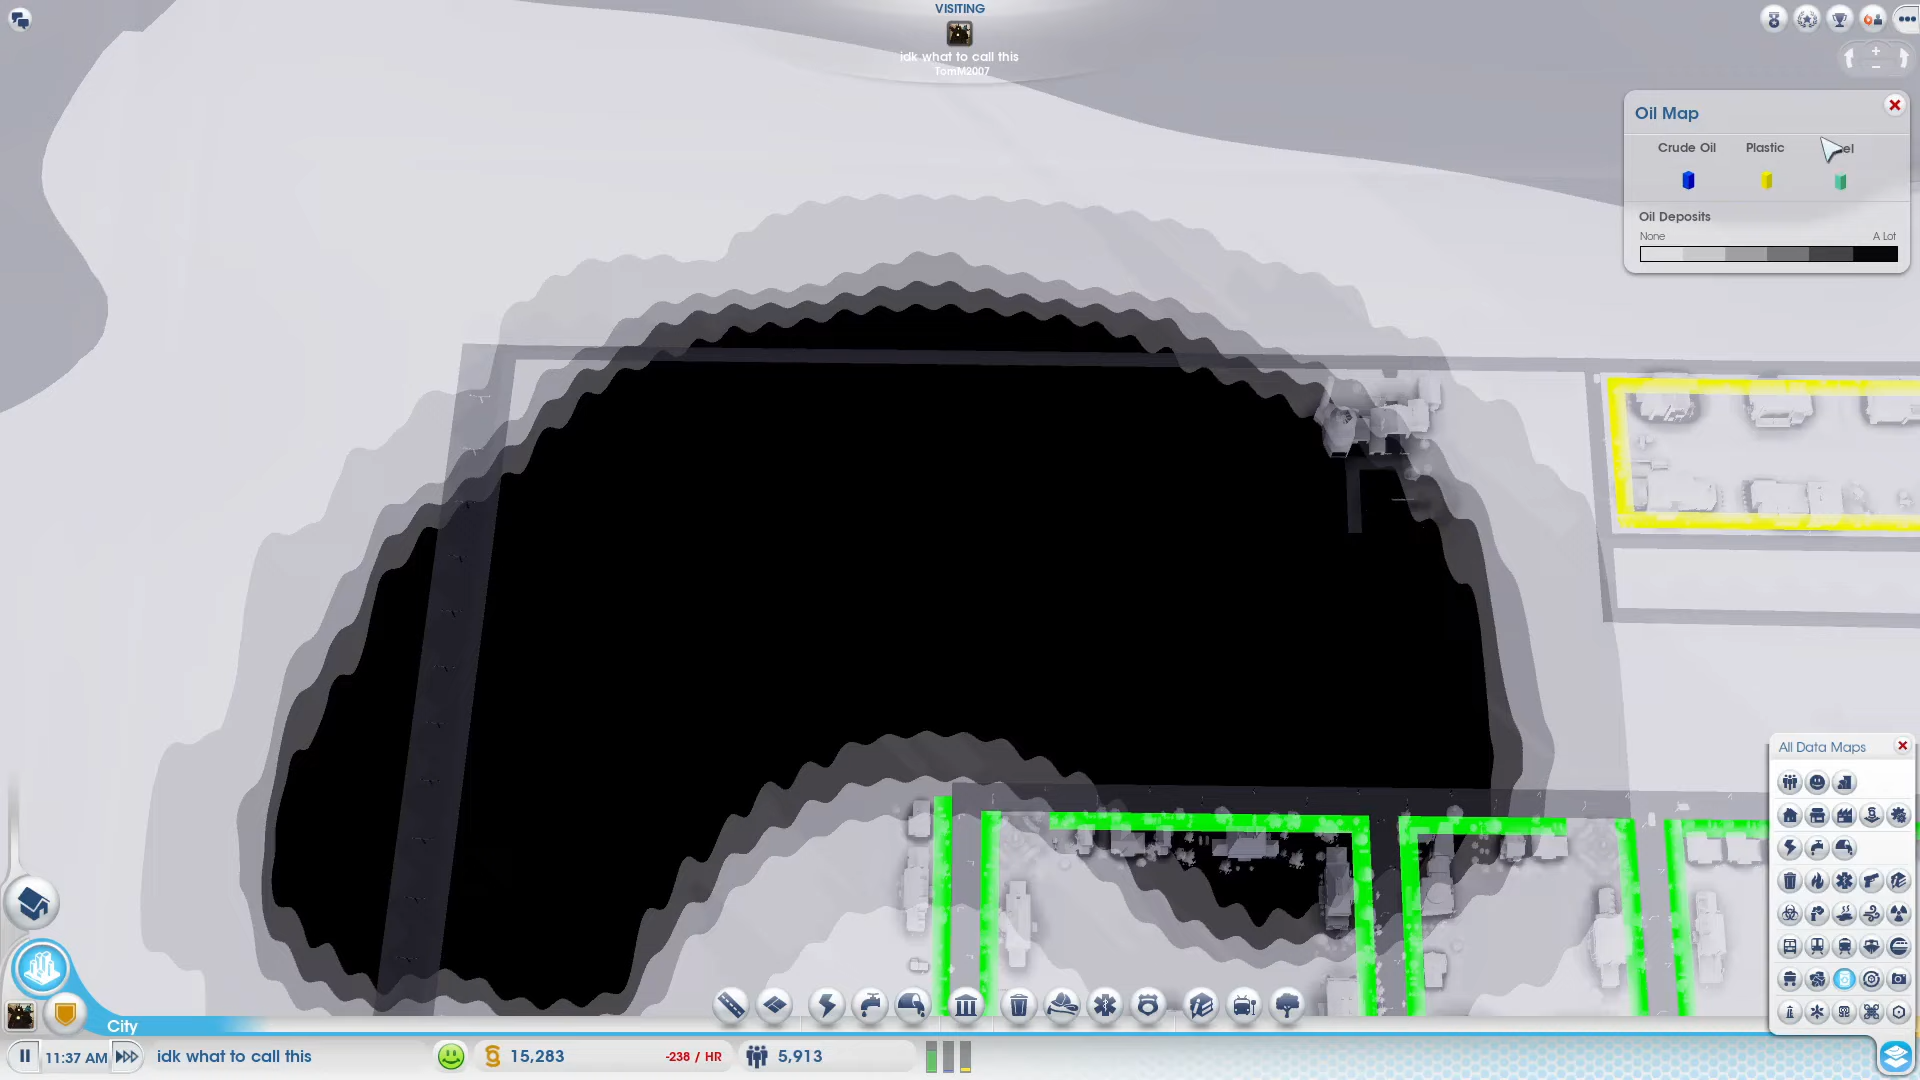 VISITING
idk what to call this
TomM2007
Oil Map
Crude Oil
Plastic
Oil Deposits
None
A Lot
All Data Maps
City
11:37 AM
idk what to call this
15,283
-238 / HR
5,913